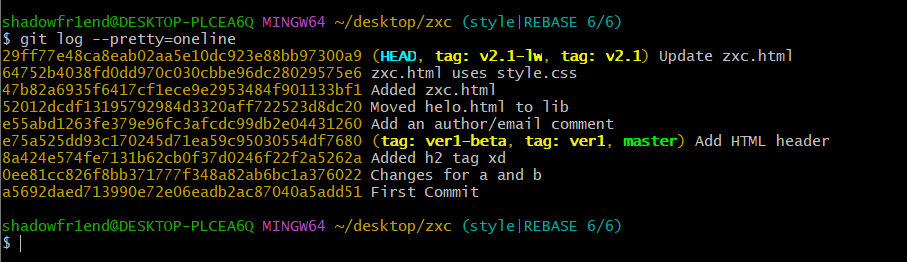 shadowfr1end@DESKTOP-PLCEA6Q MINGW64 ~/desktop/zxc (style|REBASE 6/6)
$ git log --pretty=oneline
29ff77e48ca8eab02aa5e10dc923e88bb97300a9 (HEAD, tag: v2.1-lw, tag: v2.1) Update zxc.html
64752b4038fd0dd970c030cbbe96dc28029575e6 zxc.html uses style.css
47b82a6935f6417cf1ece9e2953484f901133bf1 Added zxc.html
52012dcdf13195792984d3320aff722523d8dc20 Moved helo.html to lib
e55abd1263fe379e96fc3afcdc99db2e04431260 Add an author/email comment
e75a525dd93c170245d71ea59c95030554df7680 (tag: ver1-beta, tag: ver1, master) Add HTML header
8a424e574fe7131b62cb0f37d0246f22f2a5262a Added h2 tag xd
0ee81cc826f8bb371777f348a82ab6bc1a376022 Changes for a and b
a5692daed713990e72e06eadb2ac87040a5add51 First Commit
shadowfr1end@DESKTOP-PLCEA6Q MINGW64 ~/desktop/zxc (style|REBASE 6/6)
$